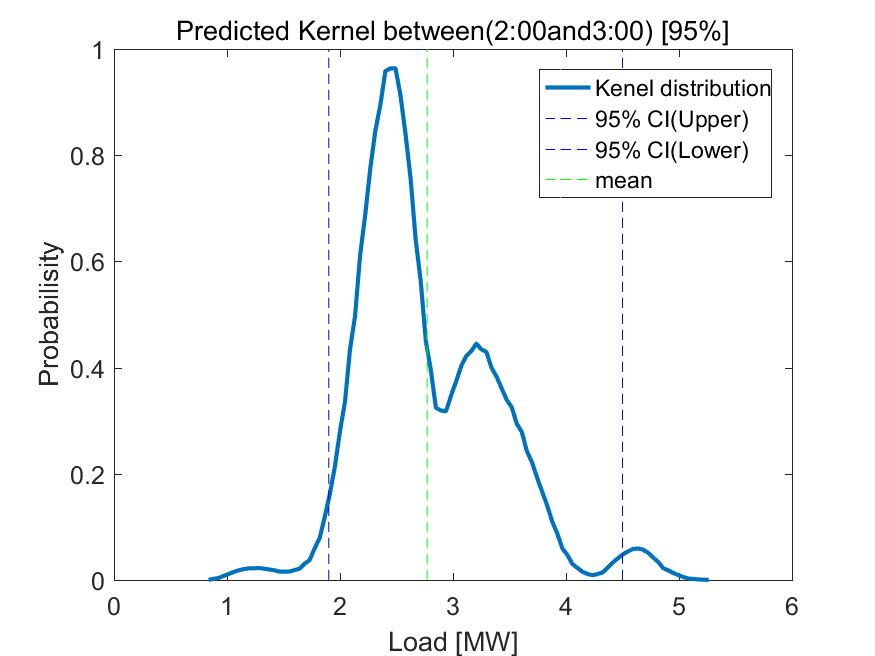 Predicted Kernel between(2:00and3:00) [95%]
Kenel distribution
95% CI(Upper)
95% CI(Lower)
mean
Probabilisity
1
0.8
0.6
0.4
0.2
0
0 1 2 3 4 5 6
Load [MW]